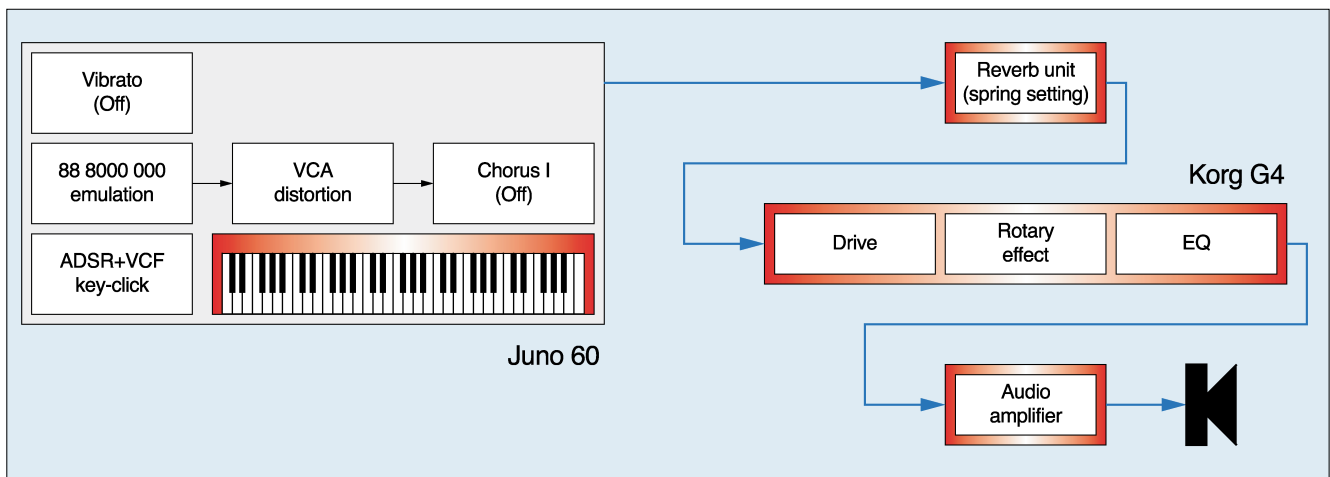 Vibrato
(Off)
88 8000 000
emulation
VCA
distortion
Chorus I
(Off)
ADSR+VCF
key-click
Juno 60
Reverb unit
(spring setting)
Korg G4
Drive
Rotary
effect
EQ
Audio
amplifier